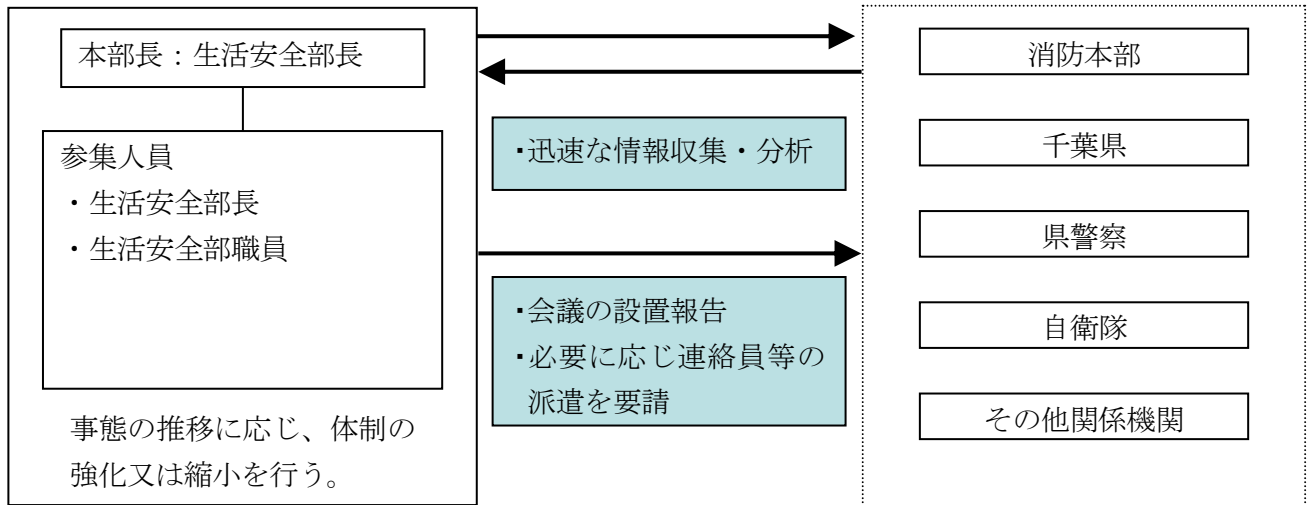 本部長：生活安全部長
参集人員
・生活安全部長
・生活安全部職員
事態の推移に応じ、体制の
強化又は縮小を行う。
・迅速な情報収集・分析
・会議の設置報告
・必要に応じ連絡員等の
派遣を要請
消防本部
千葉県
県警察
自衛隊
その他関係機関